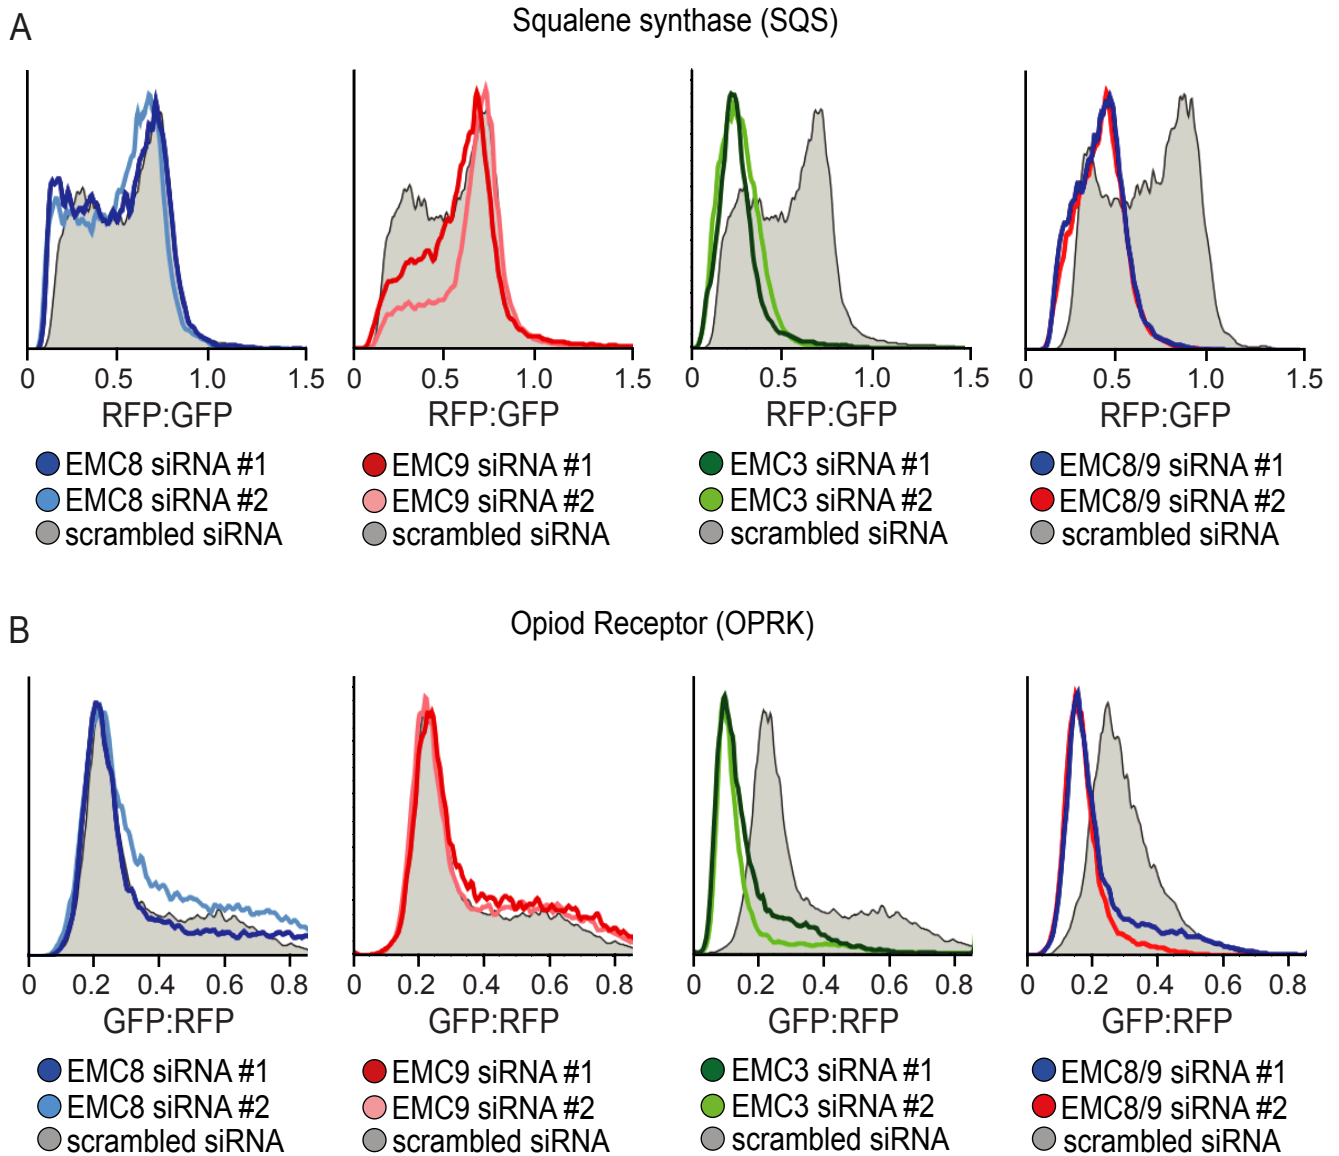 A
Squalene synthase (SQS)
0 0.5 1.0 1.5
0 0.5 1.0 1.5
0 0.5 1.0 1.5
0 0.5 1.0 1.5
RFP:GFP
RFP:GFP
RFP:GFP
RFP:GFP
EMC8 siRNA #1
EMC8 siRNA #2
scrambled siRNA
EMC9 siRNA #1
EMC9 siRNA #2
scrambled siRNA
EMC3 siRNA #1
EMC3 siRNA #2
scrambled siRNA
EMC8/9 siRNA #1
EMC8/9 siRNA #2
scrambled siRNA
B
Opiod Receptor (OPRK)
0 0.2 0.4 0.6 0.8
0 0.2 0.4 0.6 0.8
0 0.2 0.4 0.6 0.8
0 0.2 0.4 0.6 0.8
GFP:RFP
GFP:RFP
GFP:RFP
GFP:RFP
EMC8 siRNA #1
EMC8 siRNA #2
scrambled siRNA
EMC9 siRNA #1
EMC9 siRNA #2
scrambled siRNA
EMC3 siRNA #1
EMC3 siRNA #2
scrambled siRNA
EMC8/9 siRNA #1
EMC8/9 siRNA #2
scrambled siRNA